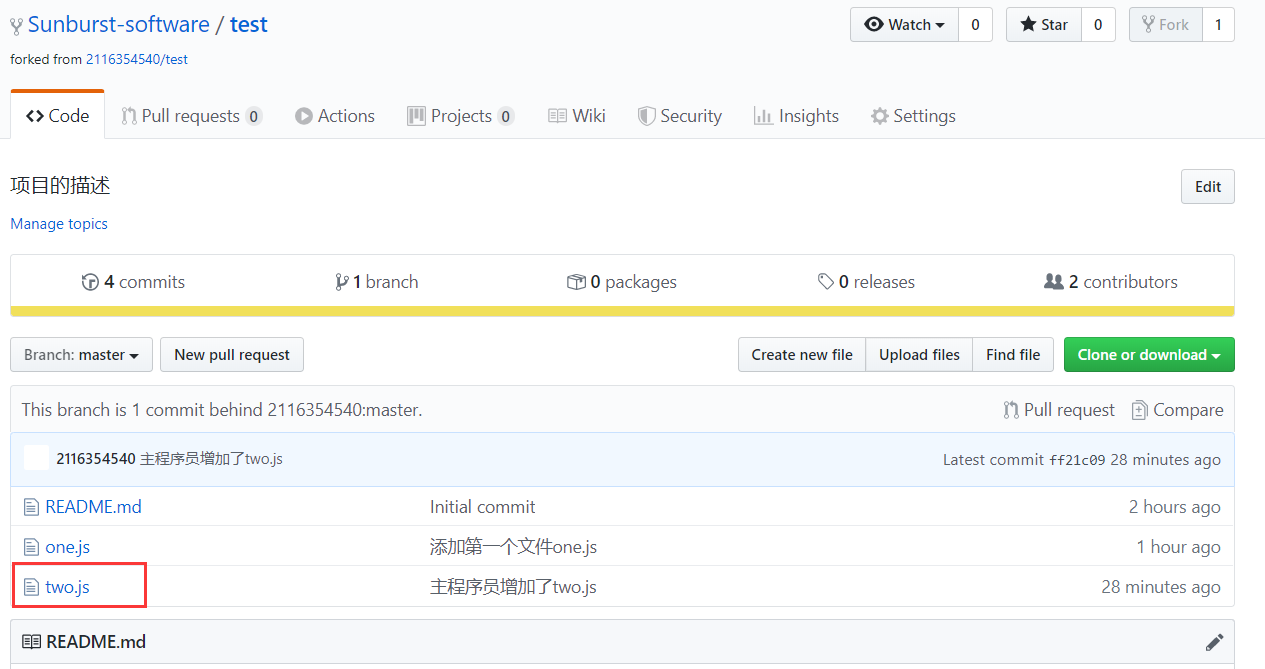 Sunburst-software / test
Watch 0 Star 0 Fork 1
forked from 2116354540/test
Code Pull requests 0 Actions Projects 0 Wiki Security Insights Settings
项目的描述 Edit
Manage topics
4 commits 1 branch 0 packages 0 releases 2 contributors
Branch: master New pull request Create new file Upload files Find file Clone or download
This branch is 1 commit behind 2116354540:master. Pull request Compare
2116354540 主程序员增加了two.js Latest commit ff21c09 28 minutes ago
README.md Initial commit 2 hours ago
one.js 添加第一个文件one.js 1 hour ago
two.js 主程序员增加了two.js 28 minutes ago
README.md